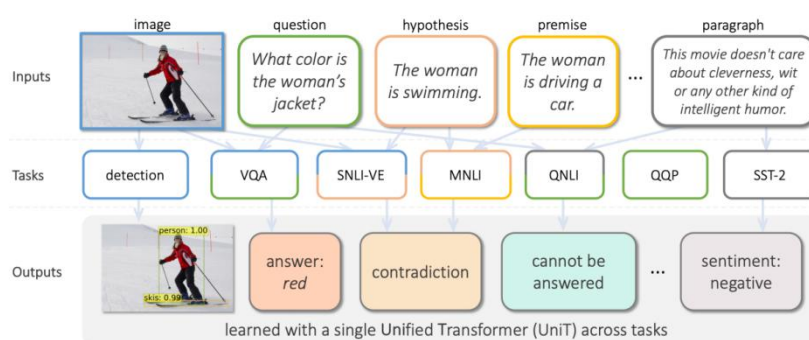 image question hypothesis premise paragraph
Inputs
What color is
the woman's
jacket?
The woman
is swimming.
The woman
is driving a
car.
...
This movie doesn't care
about cleverness, wit
or any other kind of
intelligent humor.
Tasks detection VQA SNLI-VE MNLI QNLI QQP SST-2
Outputs
person: 1.00
skis: 0.99
answer:
red
contradiction
cannot be
answered
...
sentiment:
negative
learned with a single Unified Transformer (UniT) across tasks